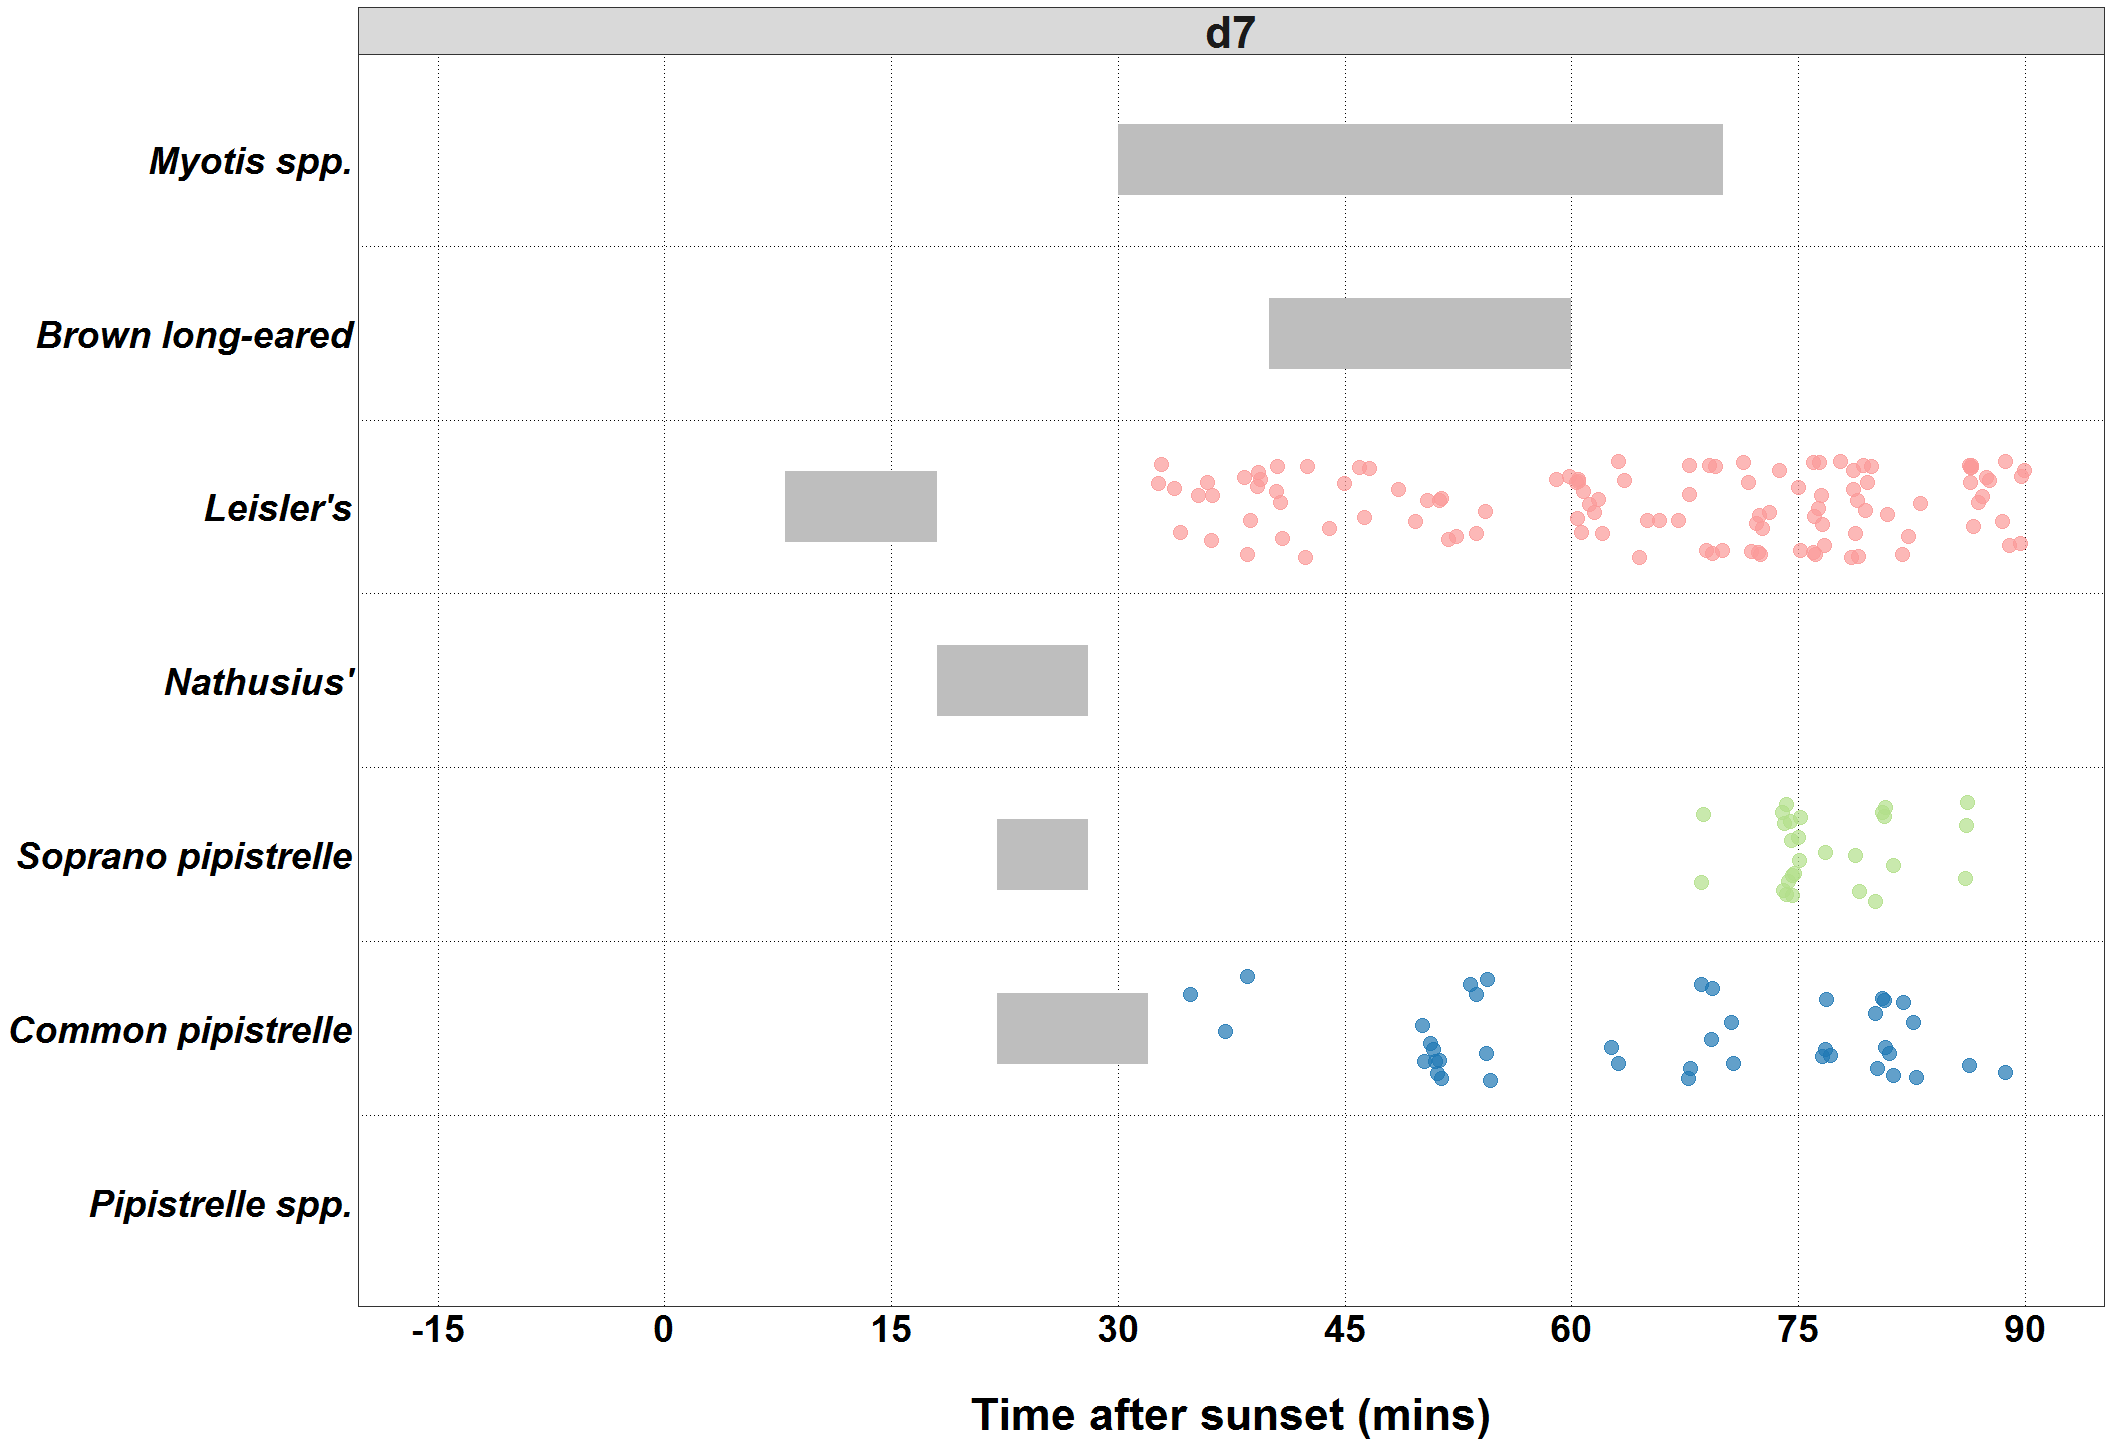 d7
Myotis spp.
Brown long-eared
Leisler's
Nathusius'
Soprano pipistrelle
Common pipistrelle
Pipistrelle spp.
-15 0 15 30 45 60 75 90
Time after sunset (mins)